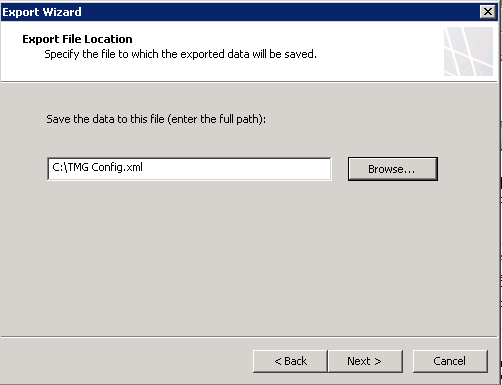 Export Wizard
Export File Location
Specify the file to which the exported data will be saved.
Save the data to this file (enter the full path):
C:\TMG Config.xml
Browse...
< Back
Next >
Cancel